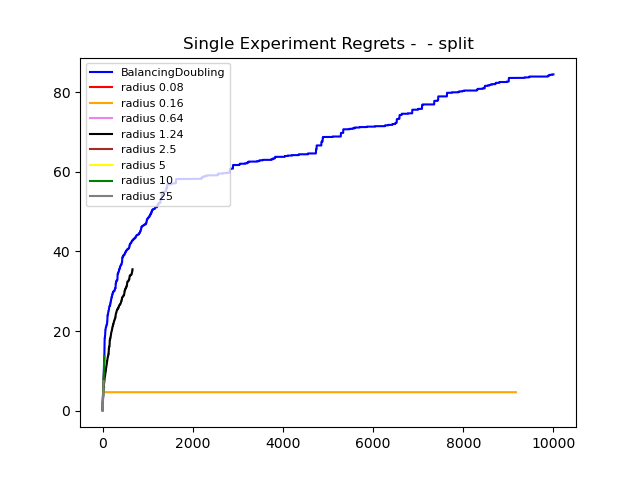 Single Experiment Regrets -  - split
BalancingDoubling
radius 0.08
radius 0.16
radius 0.64
radius 1.24
radius 2.5
radius 5
radius 10
radius 25
80
60
40
20
0
0 2000 4000 6000 8000 10000